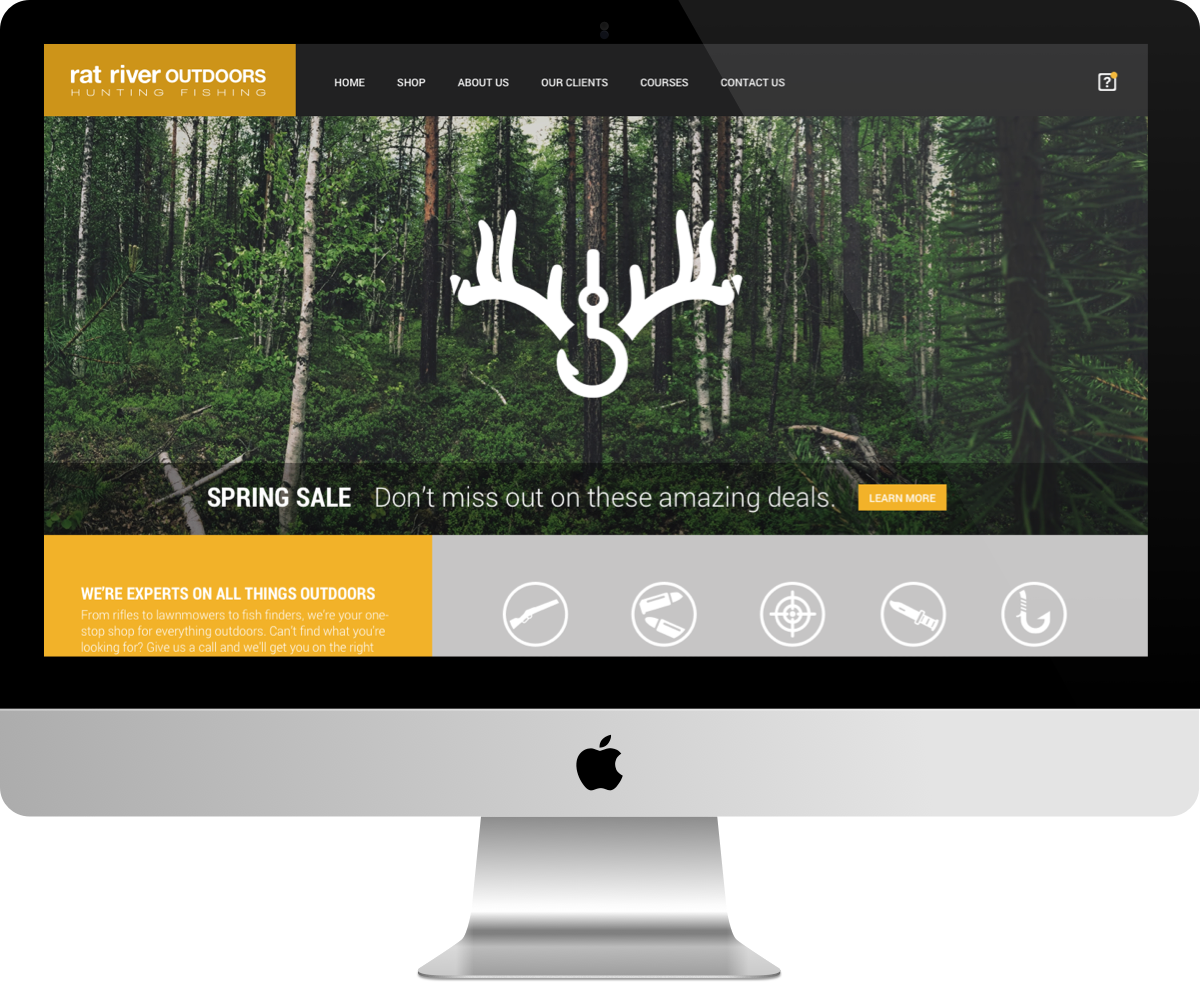 rat river OUTDOORS
HUNTING FISHING
HOME SHOP ABOUT US OUR CLIENTS COURSES CONTACT US
?
SPRING SALE Don't miss out on these amazing deals. LEARN MORE
WE'RE EXPERTS ON ALL THINGS OUTDOORS
From rifles to lawnmowers to fish finders, we're your one-
stop shop for everything outdoors. Can't find what you're
looking for? Give us a call and we'll get you on the right